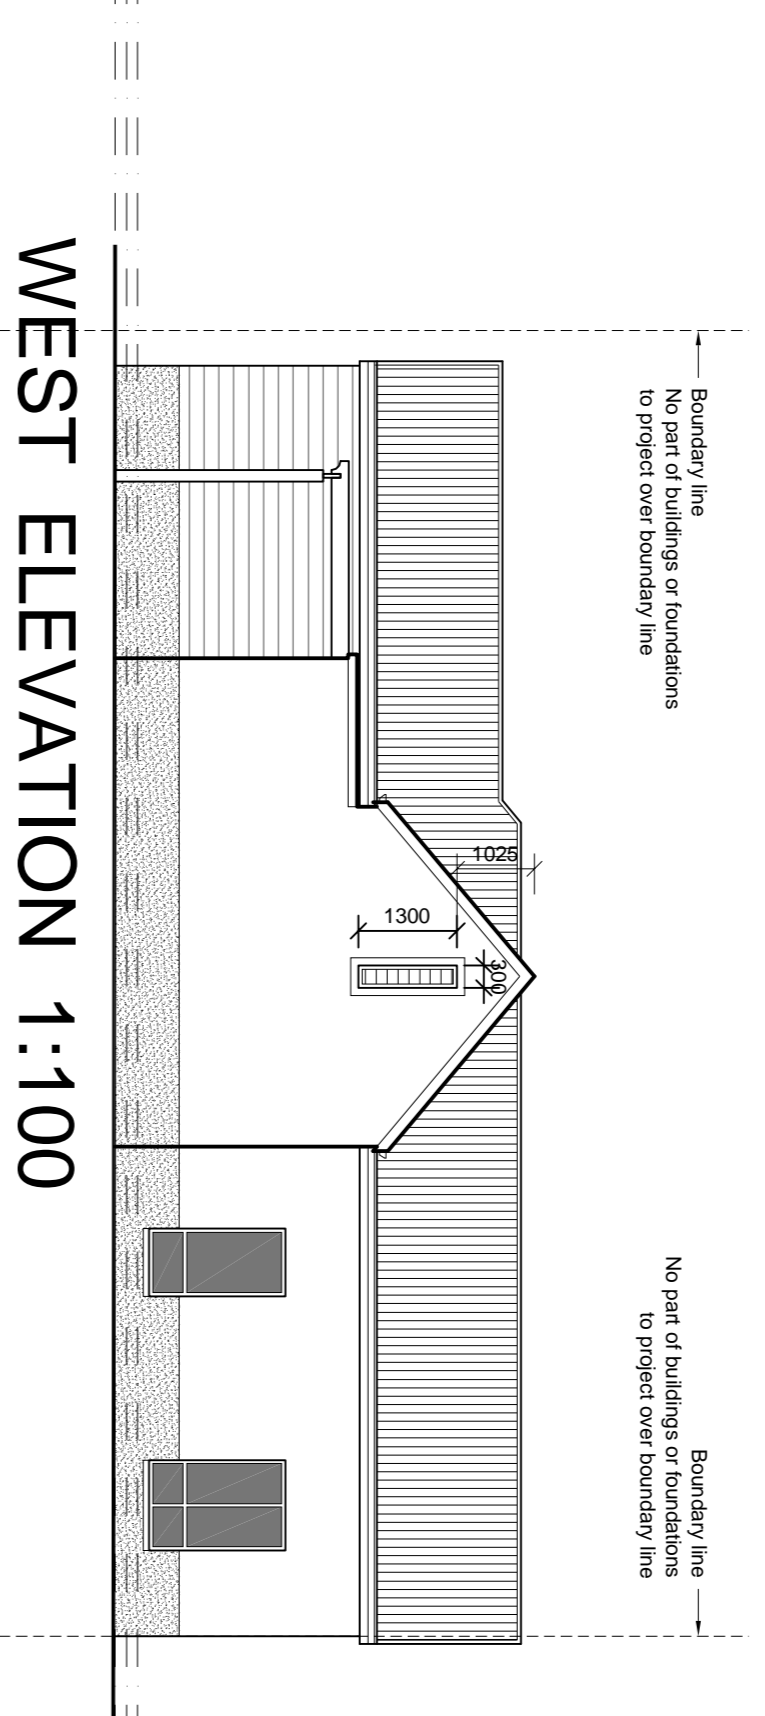 Boundary line
No part of buildings or foundations
to project over boundary line
Boundary line
No part of buildings or foundations
to project over boundary line
1025
1300
300
WEST ELEVATION 1:100